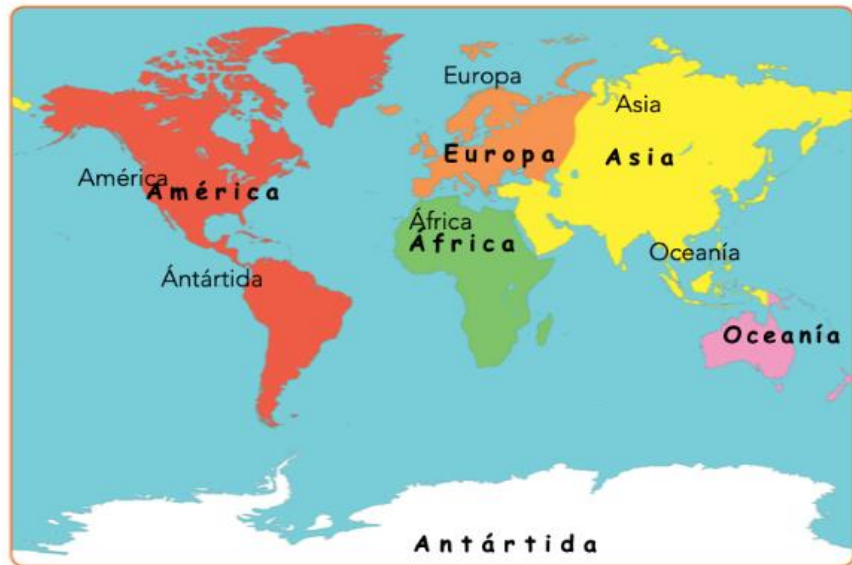 Europa
Asia
Europa
Asia
América
América
África
África
Oceanía
Ántártida
Oceanía
Antártida